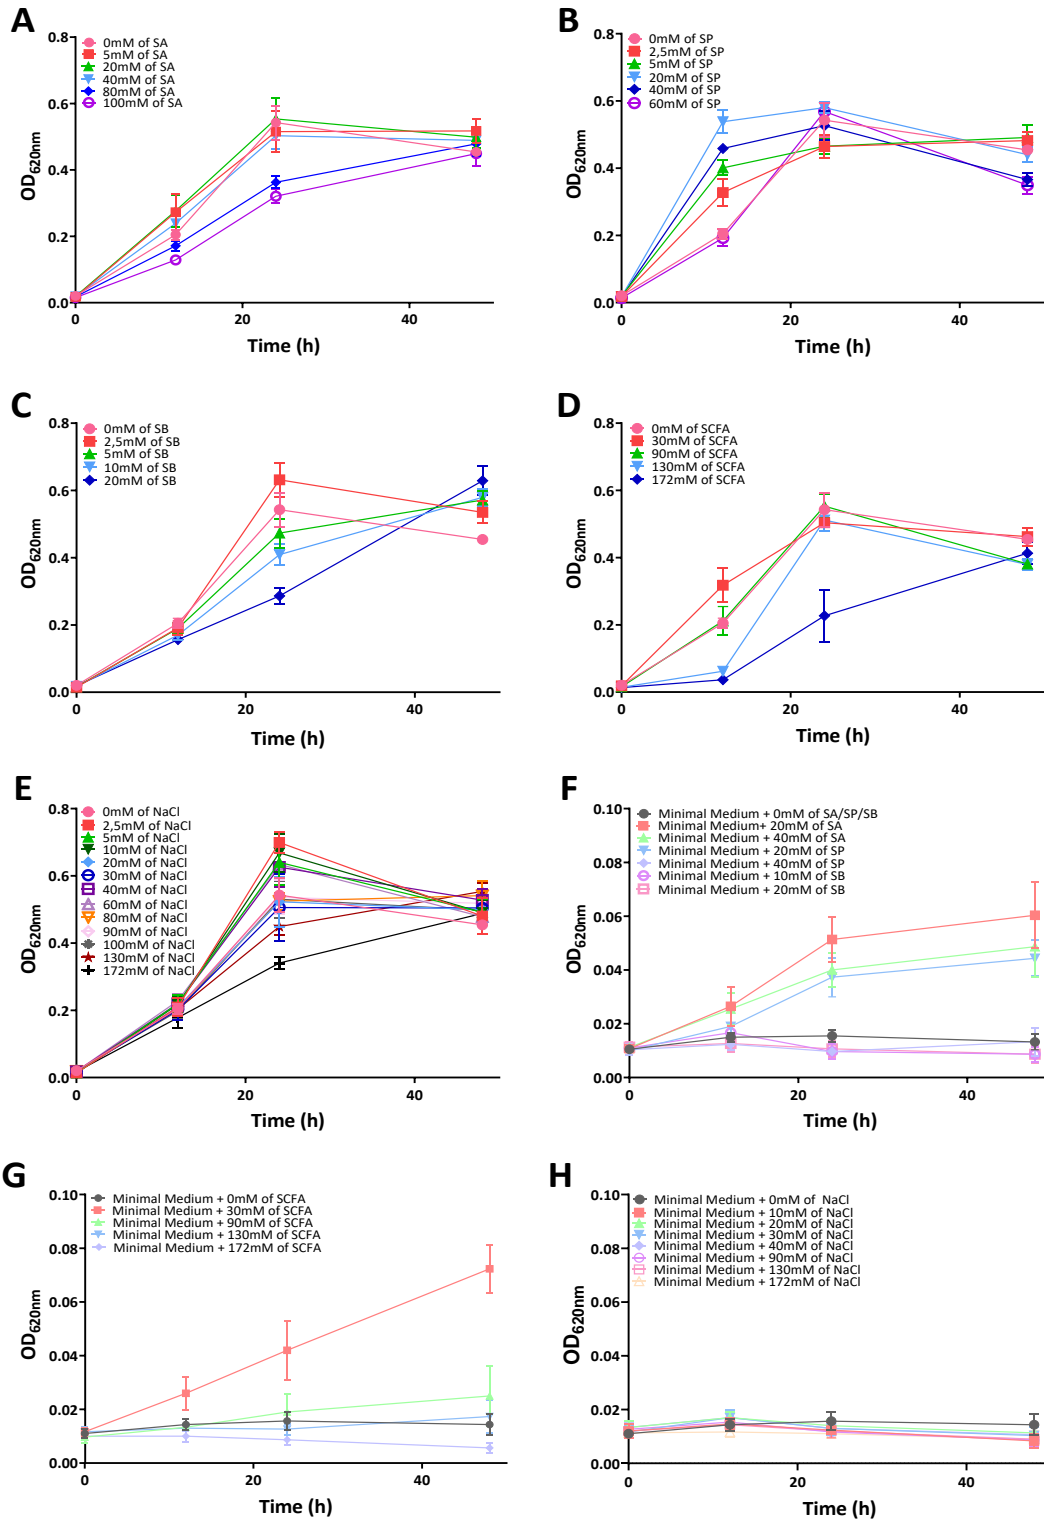 A
0mM of SA
5mM of SA
20mM of SA
40mM of SA
80mM of SA
100mM of SA
0.8
0.6
0.4
0.2
0.0
0
20
40
OD620nm
Time (h)
B
0mM of SP
2,5mM of SP
5mM of SP
20mM of SP
40mM of SP
60mM of SP
0.8
0.6
0.4
0.2
0.0
0
20
40
OD620nm
Time (h)
C
0mM of SB
2,5mM of SB
5mM of SB
10mM of SB
20mM of SB
0.8
0.6
0.4
0.2
0.0
0
20
40
OD620nm
Time (h)
D
0mM of SCFA
30mM of SCFA
90mM of SCFA
130mM of SCFA
172mM of SCFA
0.8
0.6
0.4
0.2
0.0
0
20
40
OD620nm
Time (h)
E
0mM of NaCl
2,5mM of NaCl
5mM of NaCl
10mM of NaCl
20mM of NaCl
30mM of NaCl
40mM of NaCl
60mM of NaCl
80mM of NaCl
90mM of NaCl
100mM of NaCl
130mM of NaCl
172mM of NaCl
0.8
0.6
0.4
0.2
0.0
0
20
40
OD620nm
Time (h)
F
Minimal Medium + 0mM of SA/SP/SB
Minimal Medium+ 20mM of SA
Minimal Medium + 40mM of SA
Minimal Medium + 20mM of SP
Minimal Medium + 40mM of SP
Minimal Medium + 10mM of SB
Minimal Medium + 20mM of SB
0.10
0.08
0.06
0.04
0.02
0.00
0
20
40
OD620nm
Time (h)
G
Minimal Medium + 0mM of SCFA
Minimal Medium + 30mM of SCFA
Minimal Medium + 90mM of SCFA
Minimal Medium + 130mM of SCFA
Minimal Medium + 172mM of SCFA
0.10
0.08
0.06
0.04
0.02
0.00
0
20
40
OD620nm
Time (h)
H
Minimal Medium + 0mM of NaCl
Minimal Medium + 10mM of NaCl
Minimal Medium + 20mM of NaCl
Minimal Medium + 30mM of NaCl
Minimal Medium + 40mM of NaCl
Minimal Medium + 90mM of NaCl
Minimal Medium + 130mM of NaCl
Minimal Medium + 172mM of NaCl
0.10
0.08
0.06
0.04
0.02
0.00
0
20
40
OD620nm
Time (h)